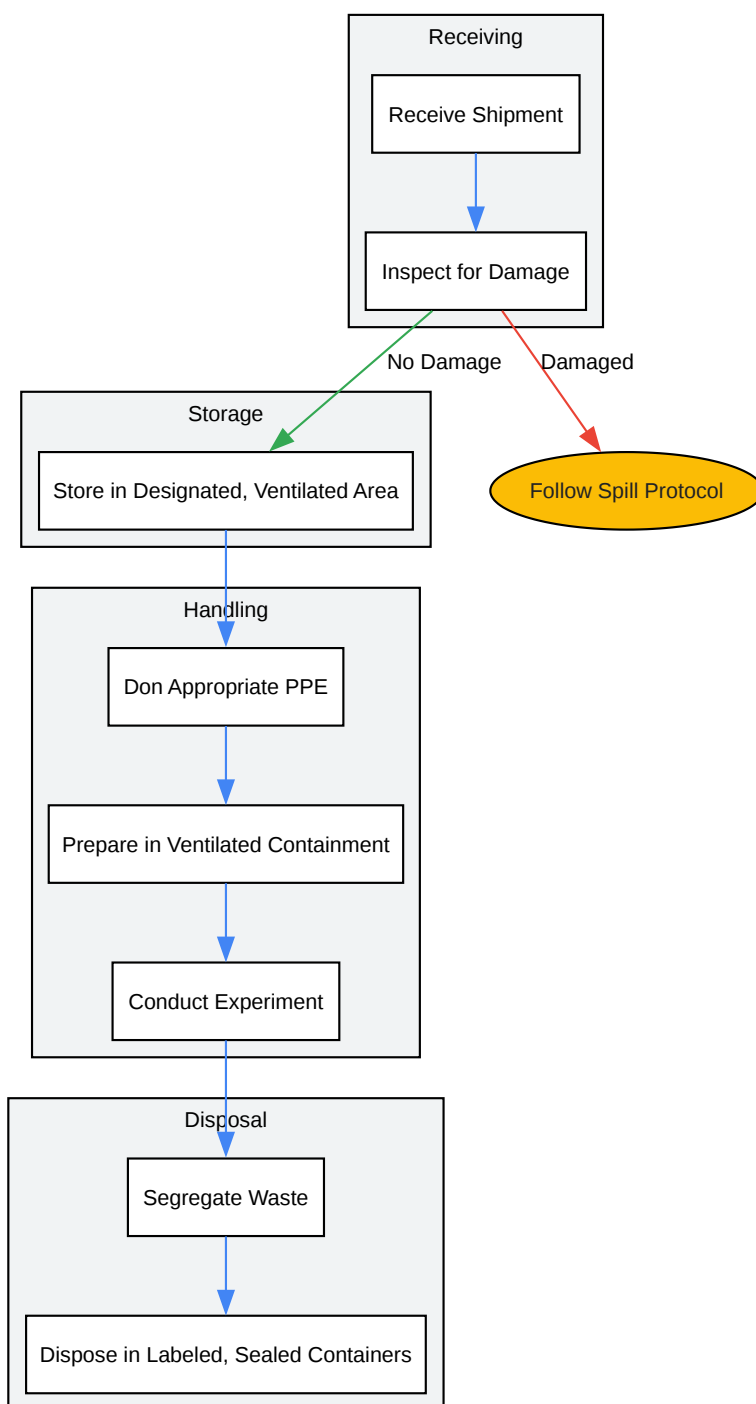 Receiving
Receive Shipment
Inspect for Damage
No Damage
Damaged
Storage
Store in Designated, Ventilated Area
Follow Spill Protocol
Handling
Don Appropriate PPE
Prepare in Ventilated Containment
Conduct Experiment
Disposal
Segregate Waste
Dispose in Labeled, Sealed Containers